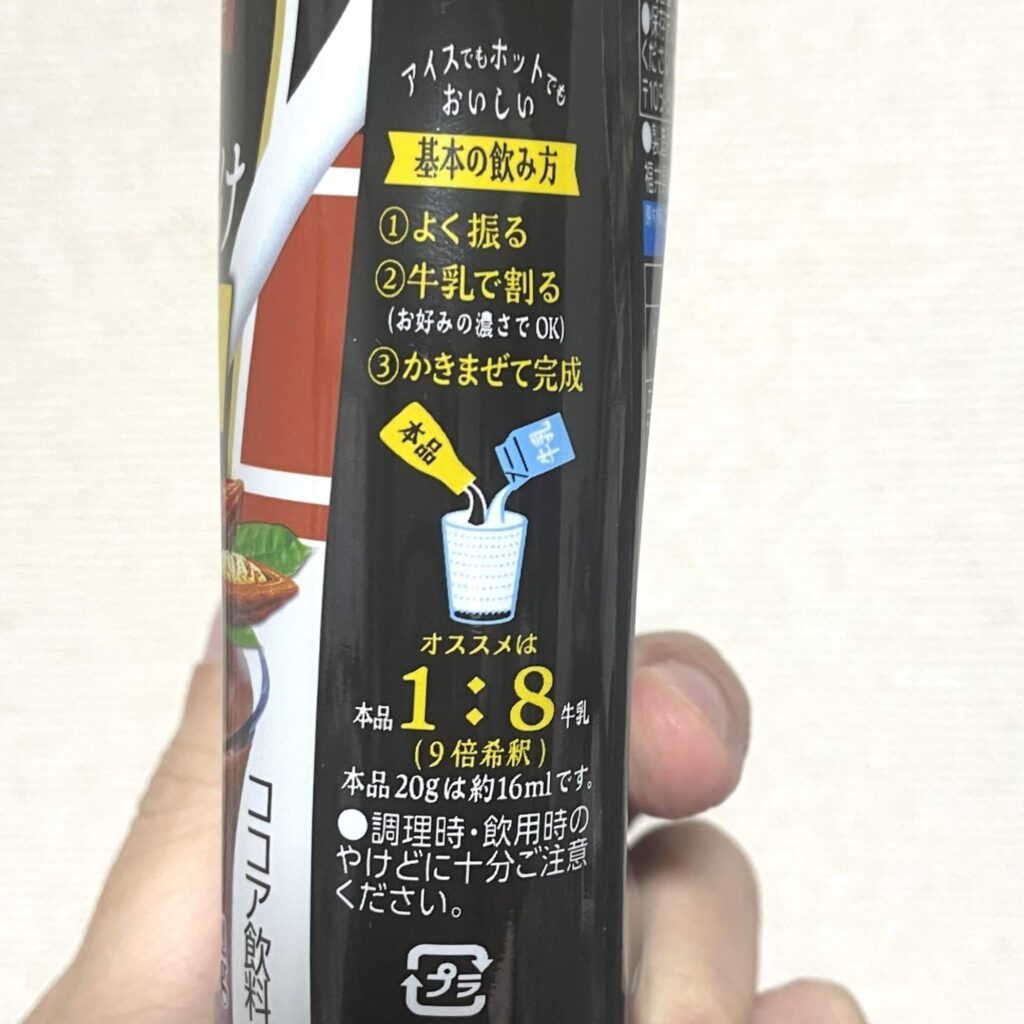 アイスでもホットでも
おいしい
基本の飲み方
①よく振る
②牛乳で割る
(お好みの濃さでOK)
③かきまぜて完成
本品
牛乳
オススメは
本品 1:8 牛乳
(9倍希釈)
本品20gは約16mlです。
●調理時・飲用時の
やけどに十分ご注意
ください。
プラ
ココア飲料